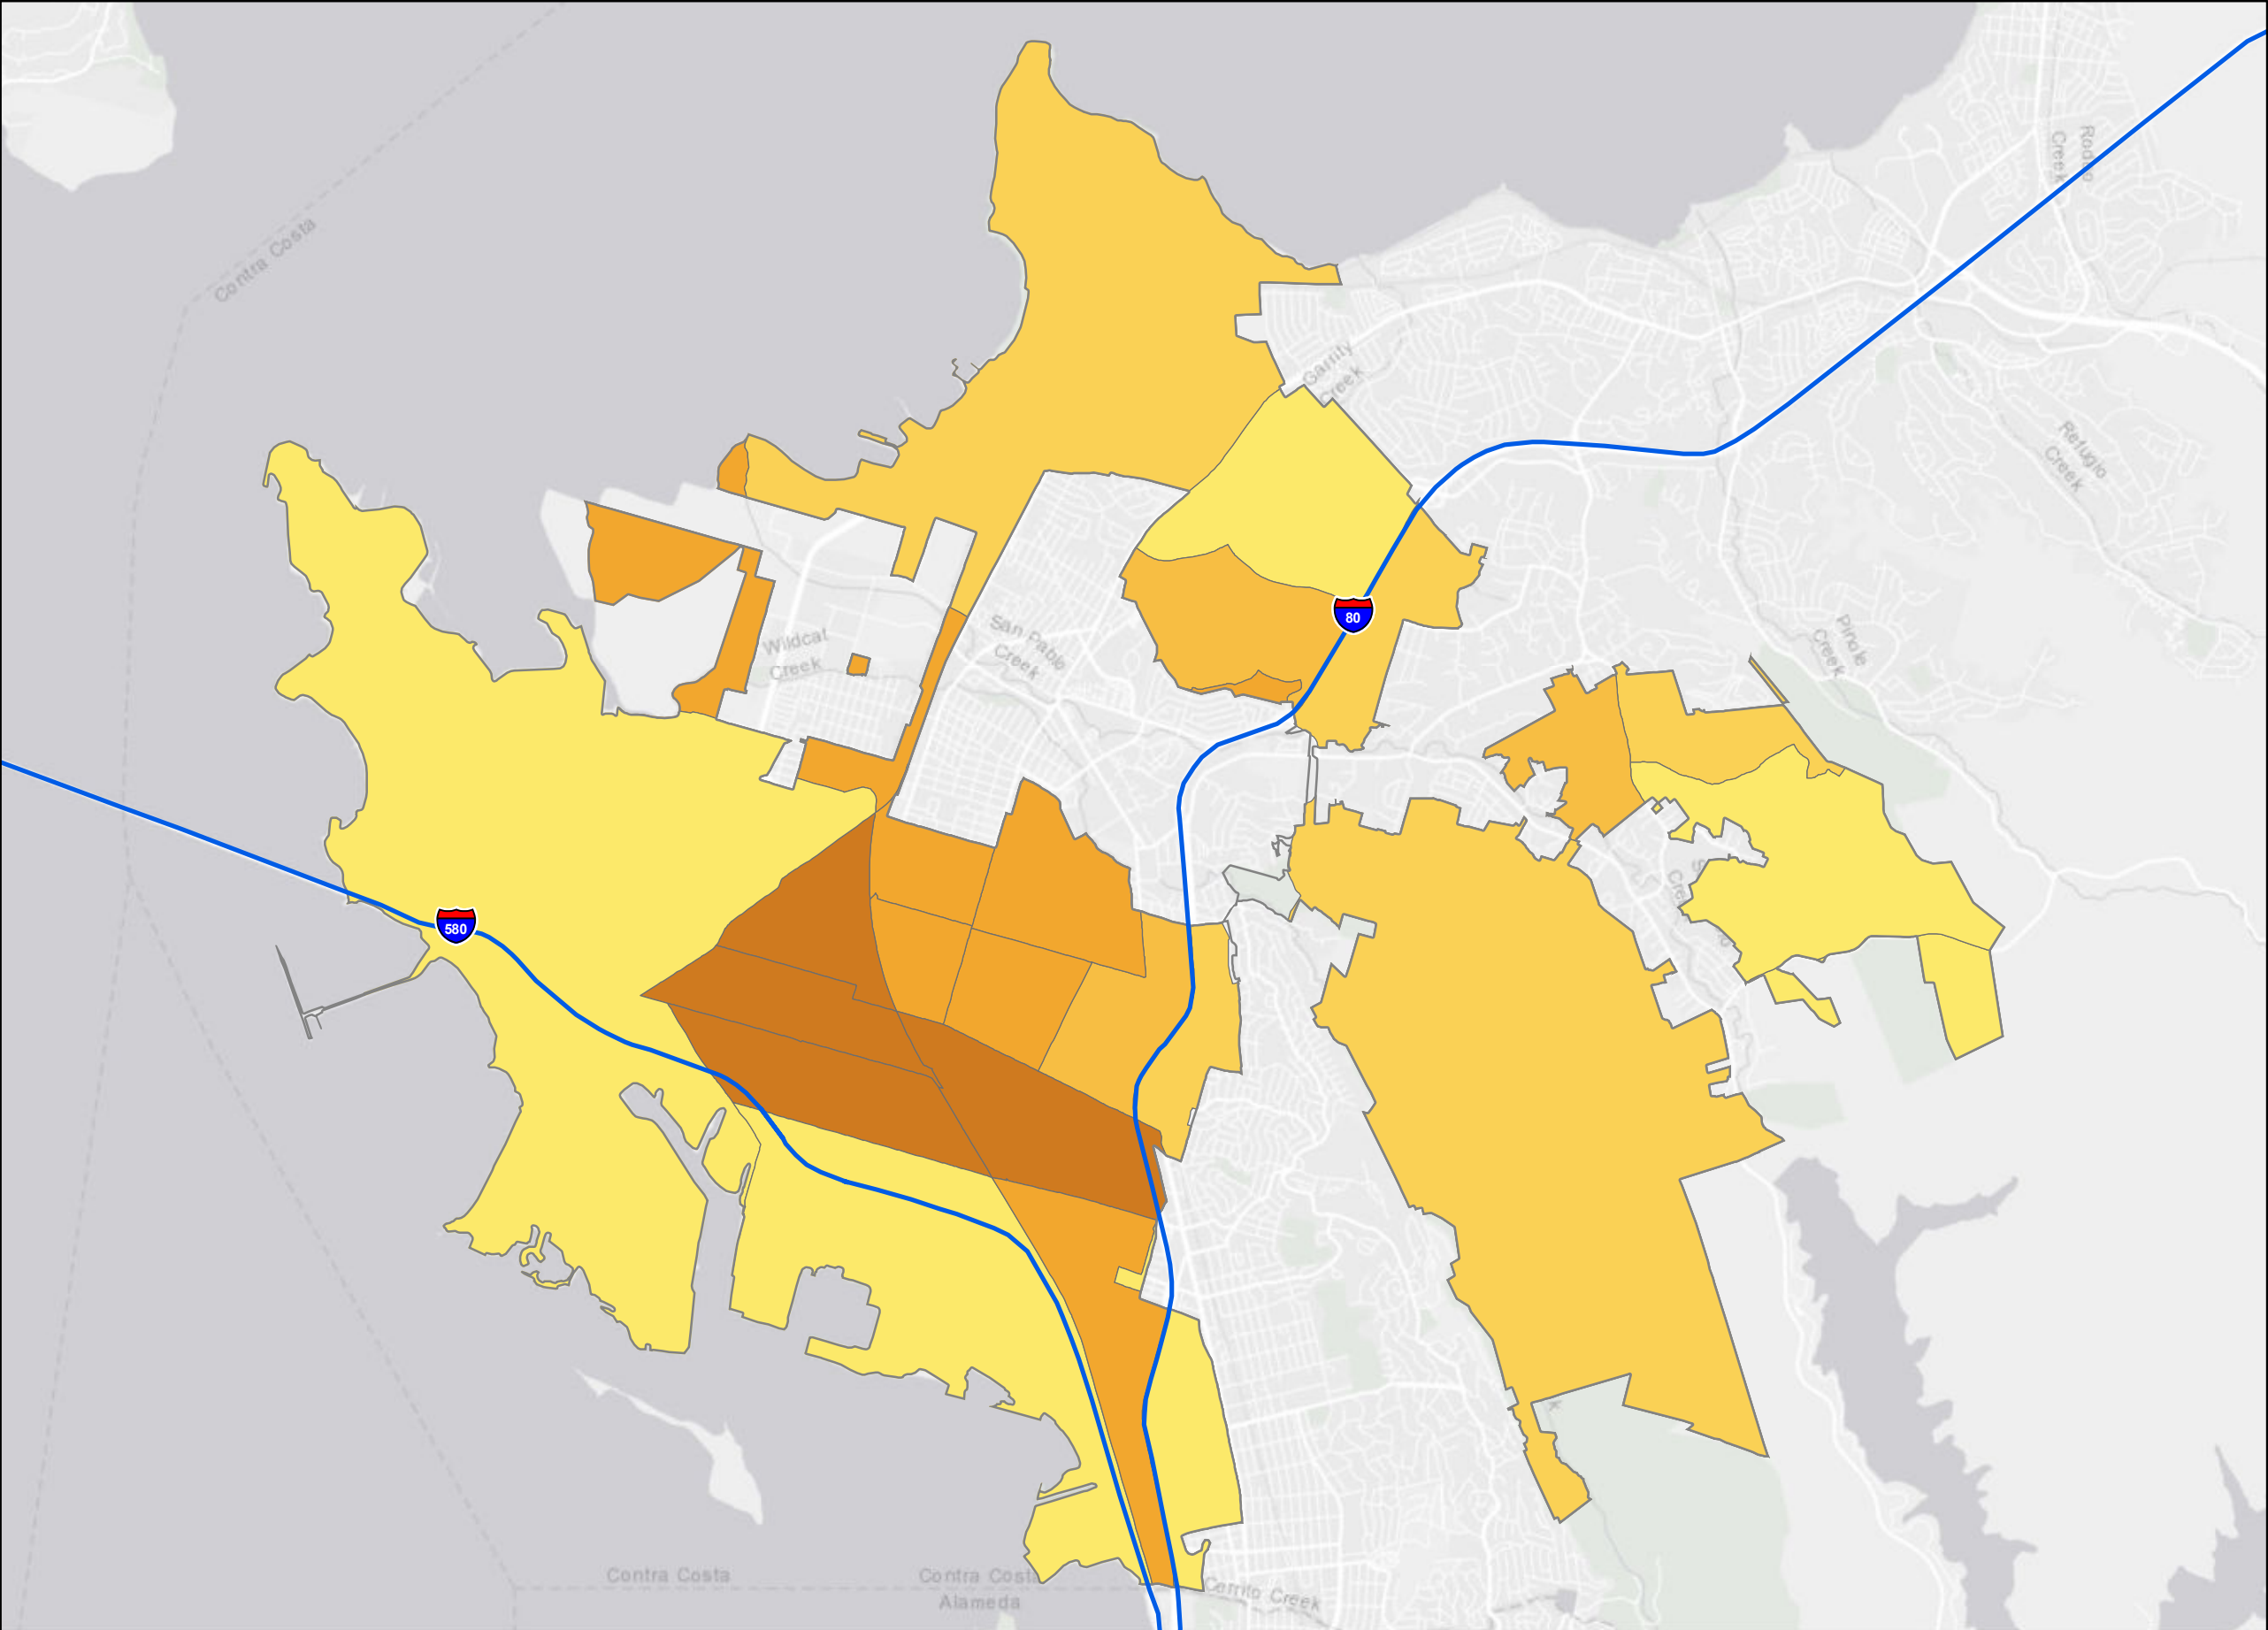 Rodeo
Creek
Contra Costa
Garrity
Creek
Refugio
Creek
80
Pinole
Creek
San Pablo
Creek
Wildcat
Creek
580
Contra Costa
Contra Costa
Alameda
Cerrito Creek